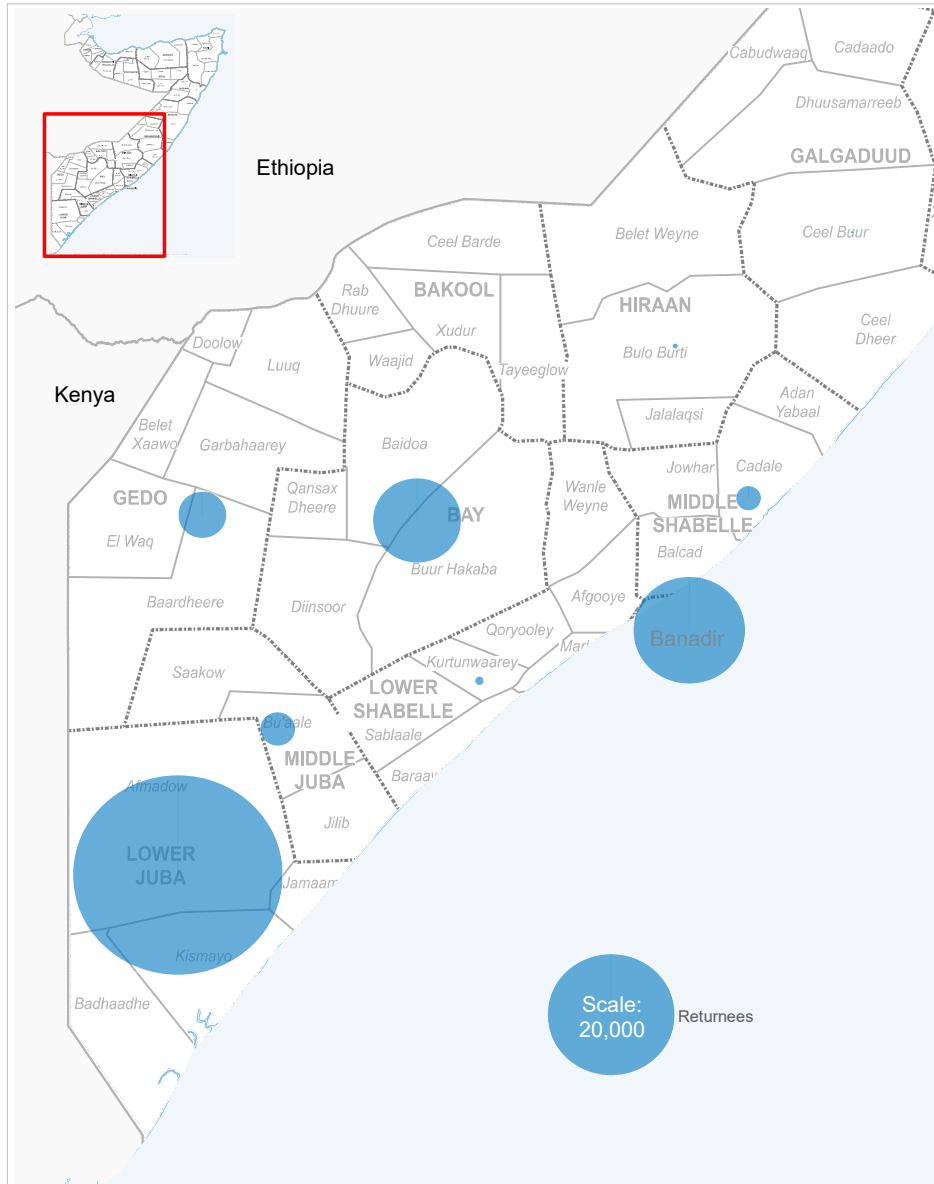 Cadaado
Cabudwaaq
Dhuusamarreeb
GALGADUUD
Ethiopia
Ceel Buur
Belet Weyne
Ceel Barde
Rab
Dhuure
BAKOOL
HIRAAN
Xudur
Ceel
Dheer
Doolow
Luuq
Waajid
Tayeeglow
Bulo Burti
Kenya
Adan
Yabaal
Jalalaqsi
Belet
Xaawo
Garbahaarey
Baidoa
Jowhar
Cadale
GEDO
Qansax
Dheere
Wanle
Weyne
MIDDLE
SHABELLE
BAY
El Waq
Balcad
Buur Hakaba
Baardheere
Diinsoor
Afgooye
Qoryooley
Banadir
Kurtunwaarey
Saakow
LOWER
SHABELLE
Bu'aale
Sablaale
MIDDLE
JUBA
Baraaw
Afmadow
Jilib
LOWER
JUBA
Jamaam
Kismayo
Badhaadhe
Scale:
20,000
Returnees